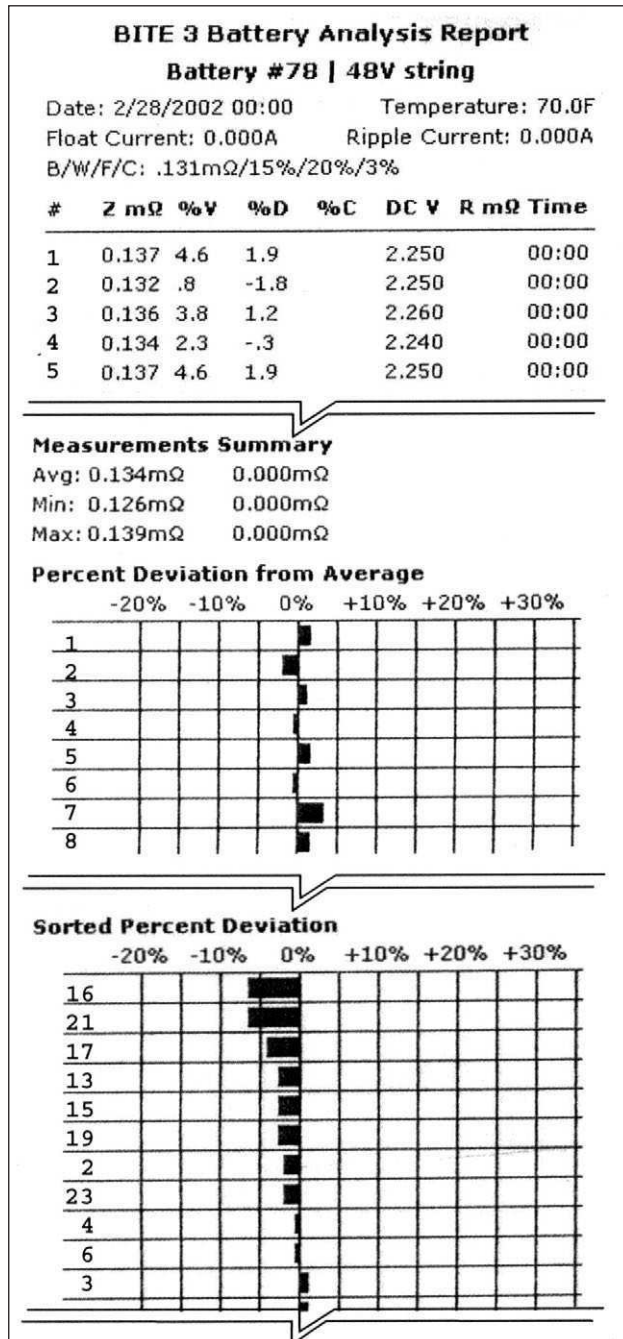 BITE 3 Battery Analysis Report
Battery #78 | 48V string
Date: 2/28/2002 00:00 Temperature: 70.0F
Float Current: 0.000A Ripple Current: 0.000A
B/W/F/C: .131mΩ/15%/20%/3%
# Z mΩ %V %D %C DC V R mΩ Time
1 0.137 4.6 1.9 2.250 00:00
2 0.132 .8 -1.8 2.250 00:00
3 0.136 3.8 1.2 2.260 00:00
4 0.134 2.3 -.3 2.240 00:00
5 0.137 4.6 1.9 2.250 00:00
Measurements Summary
Avg: 0.134mΩ 0.000mΩ
Min: 0.126mΩ 0.000mΩ
Max: 0.139mΩ 0.000mΩ
Percent Deviation from Average
-20% -10% 0% +10% +20% +30%
1
2
3
4
5
6
7
8
Sorted Percent Deviation
-20% -10% 0% +10% +20% +30%
16
21
17
13
15
19
2
23
4
6
3